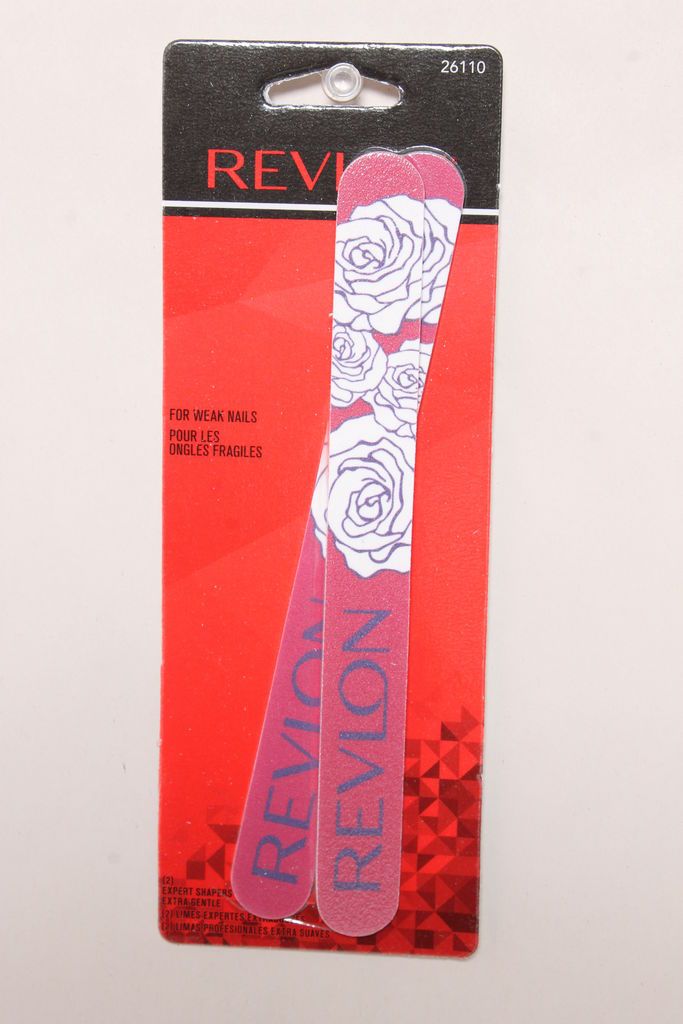 26110
REVL
FOR WEAK NAILS
POUR LES
ONGLES FRAGILES
REVLON
REVLON
(2)
EXPERT SHAPERS
EXTRA GENTLE
(2) LIMES EXPERTES
(2) LIMAS PROFESIONALES EXTRA SUAVES